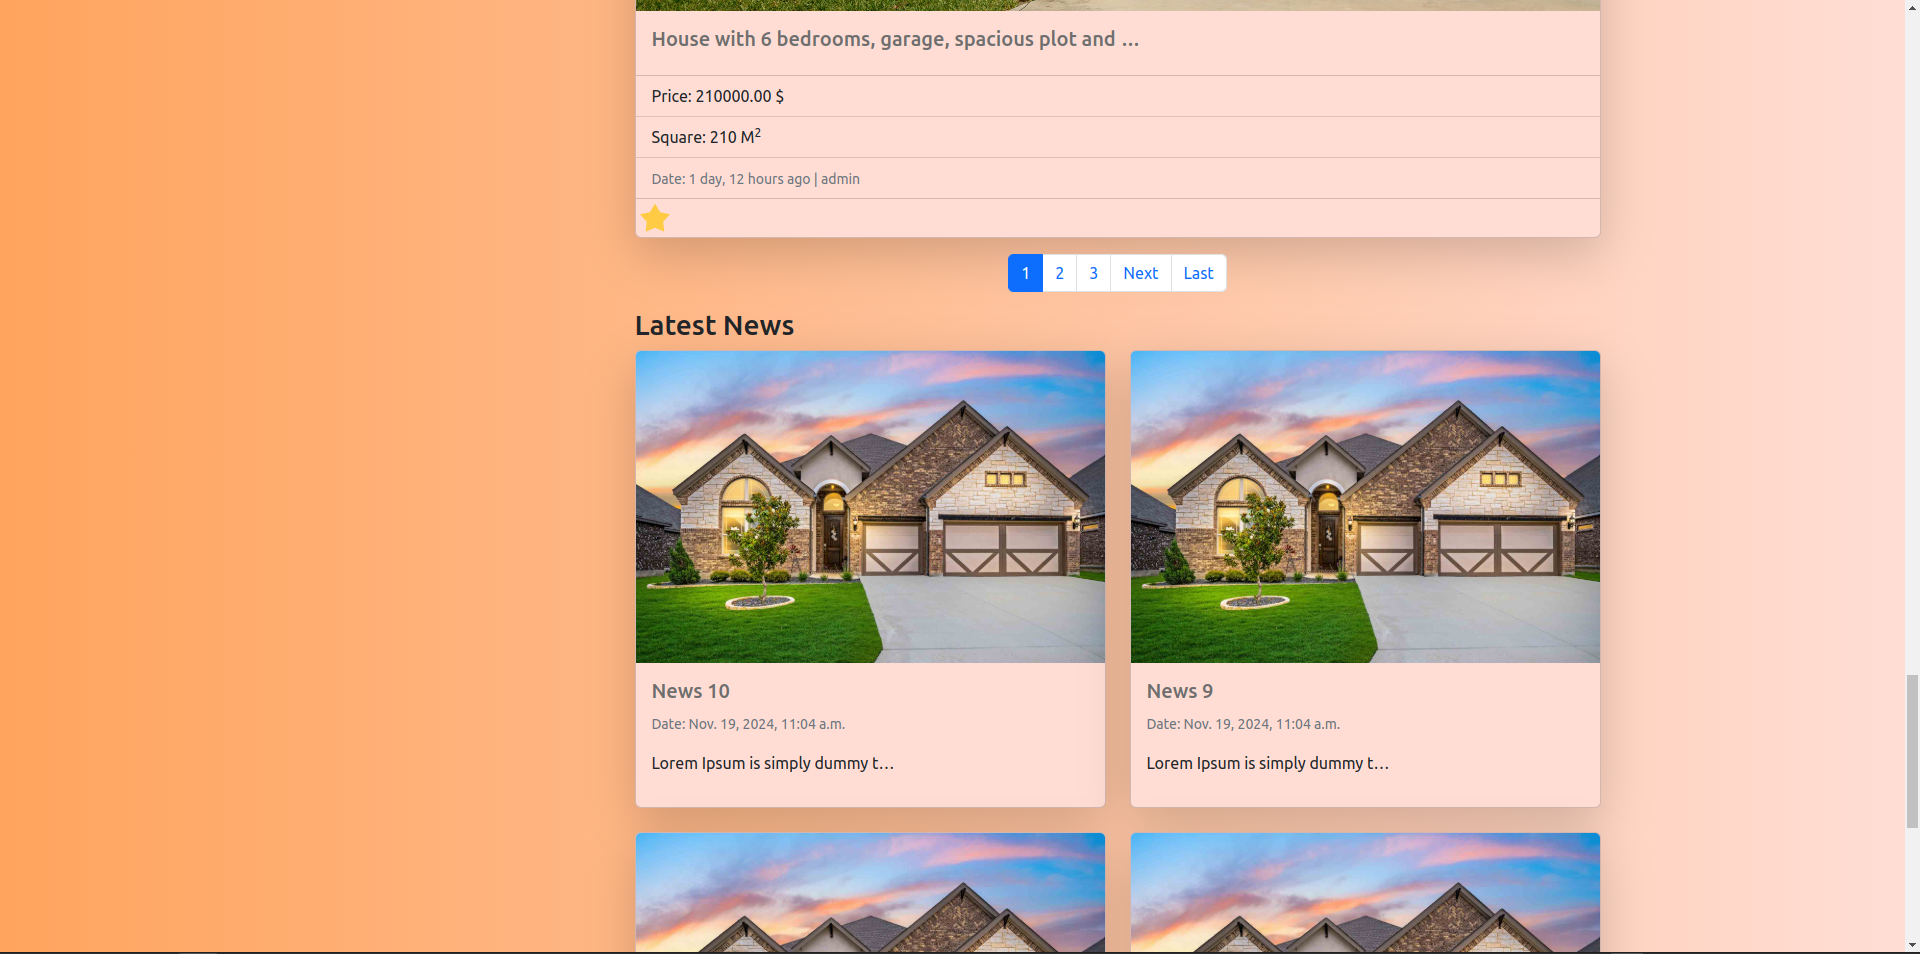 House with 6 bedrooms, garage, spacious plot and …
Price: 210000.00 $
Square: 210 M²
Date: 1 day, 12 hours ago | admin
1 2 3 Next Last
Latest News
News 10
Date: Nov. 19, 2024, 11:04 a.m.
Lorem Ipsum is simply dummy t…
News 9
Date: Nov. 19, 2024, 11:04 a.m.
Lorem Ipsum is simply dummy t…